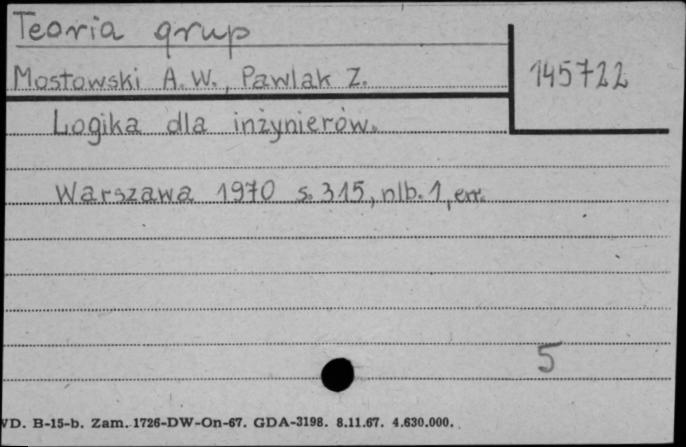 Teoria grup
Mostowski A. W., Pawlak Z.
145722
Logika dla inżynierów.
Warszawa 1970 s. 315, nlb. 1, err.
5
WD. B-15-b. Zam. 1726-DW-On-67. GDA-3198. 8.11.67. 4.630.000.